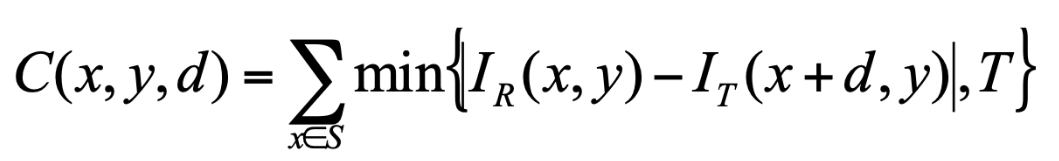 C(x, y, d) = ∑_{x∈S} min{|I_R(x, y) − I_T(x + d, y)|, T}